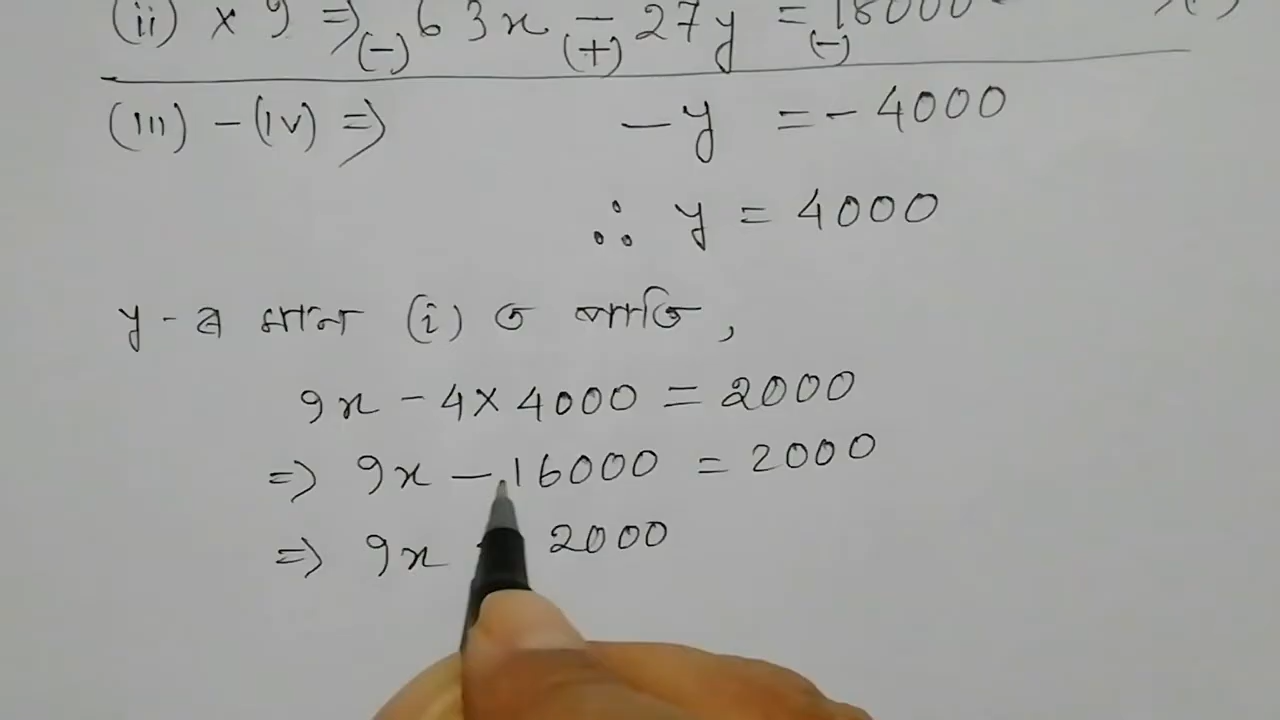 (ii) × 9 ⇒ 63x − 27y = 18000
(−) (+) (−)
(III) − (IV) ⇒ − y = − 4000
∴ y = 4000
y - র মান (i) এ বসাই,
9x − 4 × 4000 = 2000
⇒ 9x − 16000 = 2000
⇒ 9x 2000